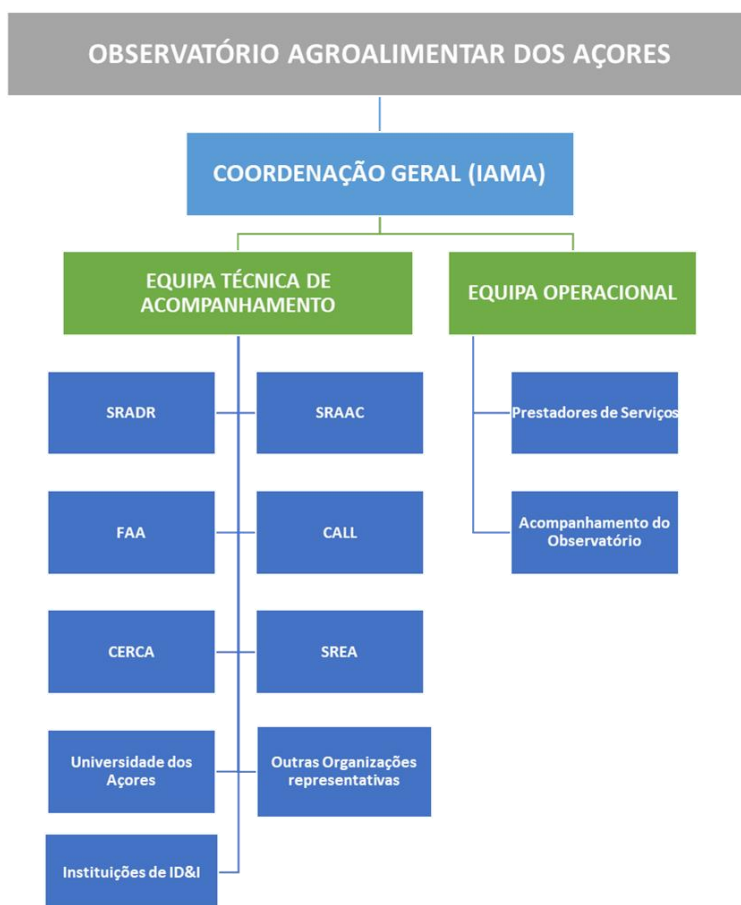 OBSERVATÓRIO AGROALIMENTAR DOS AÇORES
COORDENAÇÃO GERAL (IAMA)
EQUIPA TÉCNICA DE
ACOMPANHAMENTO
EQUIPA OPERACIONAL
SRADR
SRAAC
Prestadores de Serviços
FAA
CALL
Acompanhamento do
Observatório
CERCA
SREA
Universidade dos
Açores
Outras Organizações
representativas
Instituições de ID&I